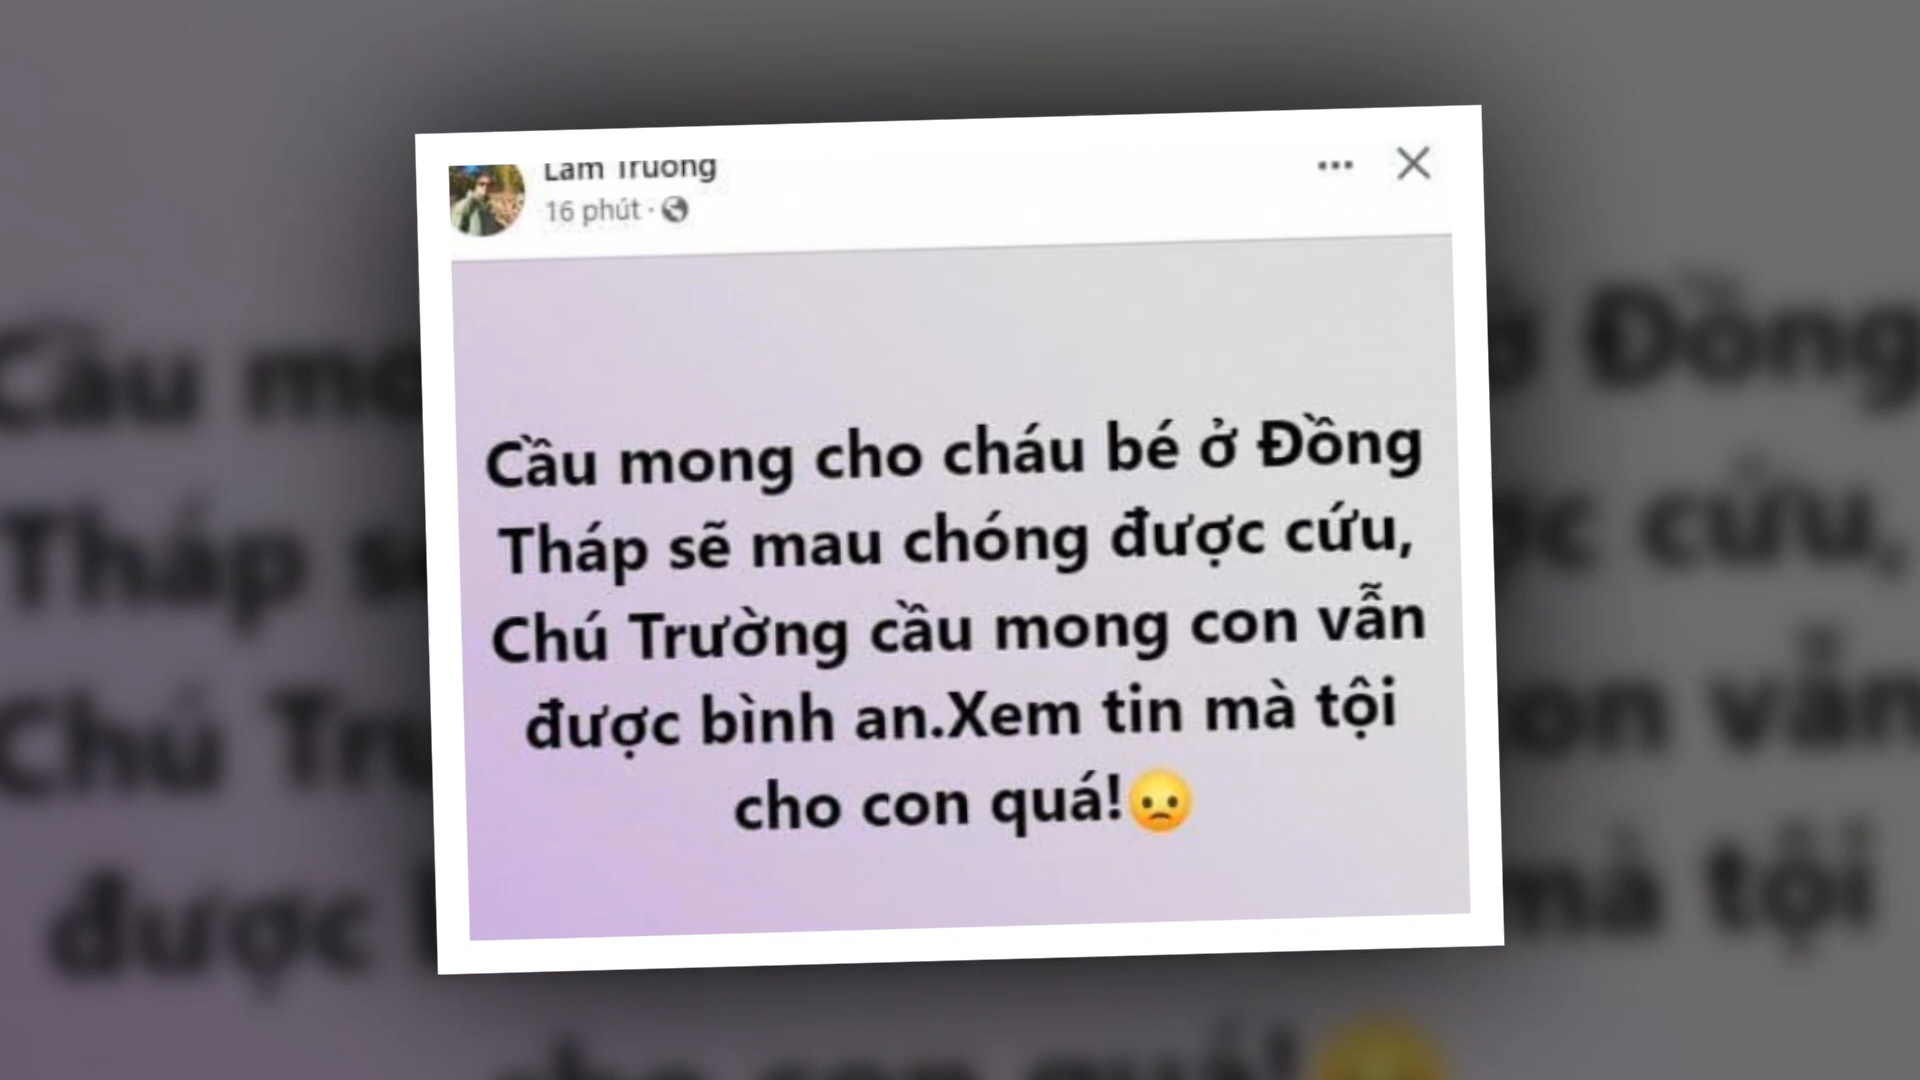 Lam Truong
16 phút
Cầu mong cho cháu bé ở Đồng
Tháp sẽ mau chóng được cứu,
Chú Trường cầu mong con vẫn
được bình an.Xem tin mà tội
cho con quá!😞